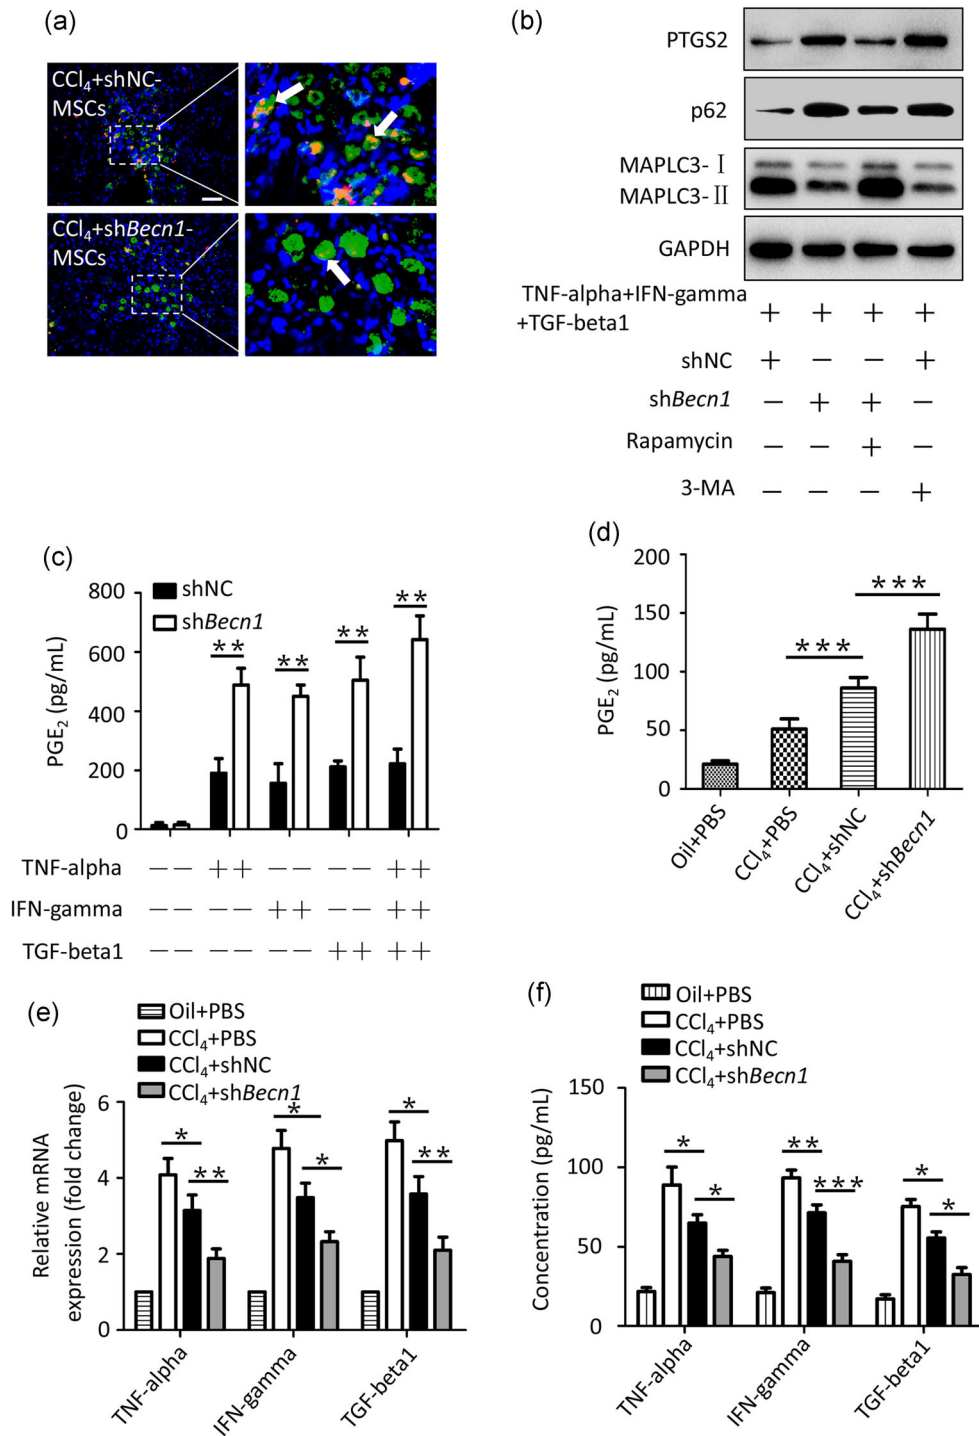 (a)
CCl4+shNC-
MSCs
CCl4+shBecn1-
MSCs
(b)
PTGS2
p62
MAPLC3- I
MAPLC3- II
GAPDH
TNF-alpha+IFN-gamma
+TGF-beta1
+ + + +
shNC
+ — — +
shBecn1
— + + —
Rapamycin
— — + —
3-MA
— — — +
(c)
shNC
shBecn1
PGE2 (pg/mL)
800
600
400
200
0
** ** ** **
TNF-alpha
— — + + — — — — + +
IFN-gamma
— — — — + + — — + +
TGF-beta1
— — — — — — + + + +
(d)
PGE2 (pg/mL)
200
150
100
50
0
***
***
Oil+PBS
CCl4+PBS
CCl4+shNC
CCl4+shBecn1
(e)
Oil+PBS
CCl4+PBS
CCl4+shNC
CCl4+shBecn1
Relative mRNA
expression (fold change)
6
4
2
0
* ** * * * **
TNF-alpha
IFN-gamma
TGF-beta1
(f)
Oil+PBS
CCl4+PBS
CCl4+shNC
CCl4+shBecn1
Concentration (pg/mL)
150
100
50
0
* * ** *** * *
TNF-alpha
IFN-gamma
TGF-beta1